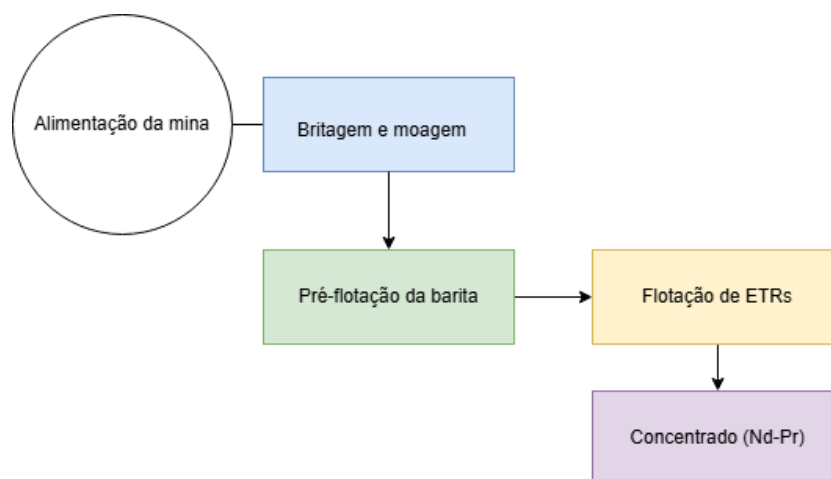 Alimentação da mina
Britagem e moagem
Pré-flotação da barita
Flotação de ETRs
Concentrado (Nd-Pr)